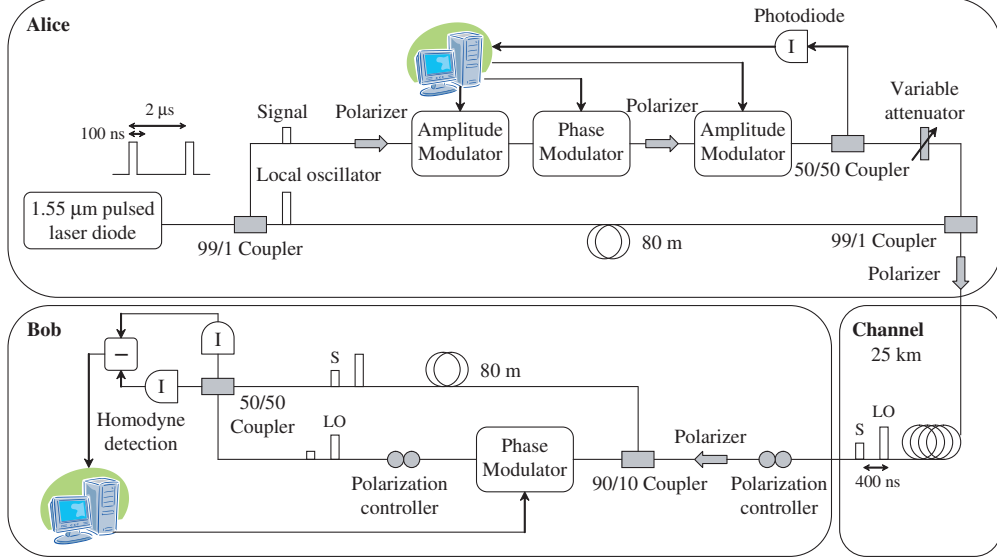 Alice
Photodiode
I
2 μs
100 ns
Signal
Polarizer
Polarizer
Variable
attenuator
Amplitude
Modulator
Phase
Modulator
Amplitude
Modulator
50/50 Coupler
Local oscillator
1.55 μm pulsed
laser diode
99/1 Coupler
80 m
99/1 Coupler
Polarizer
Bob
I
−
S
80 m
I
50/50
Coupler
Homodyne
detection
LO
Phase
Modulator
Polarizer
Polarization
controller
90/10 Coupler
Polarization
controller
Channel
25 km
LO
S
400 ns